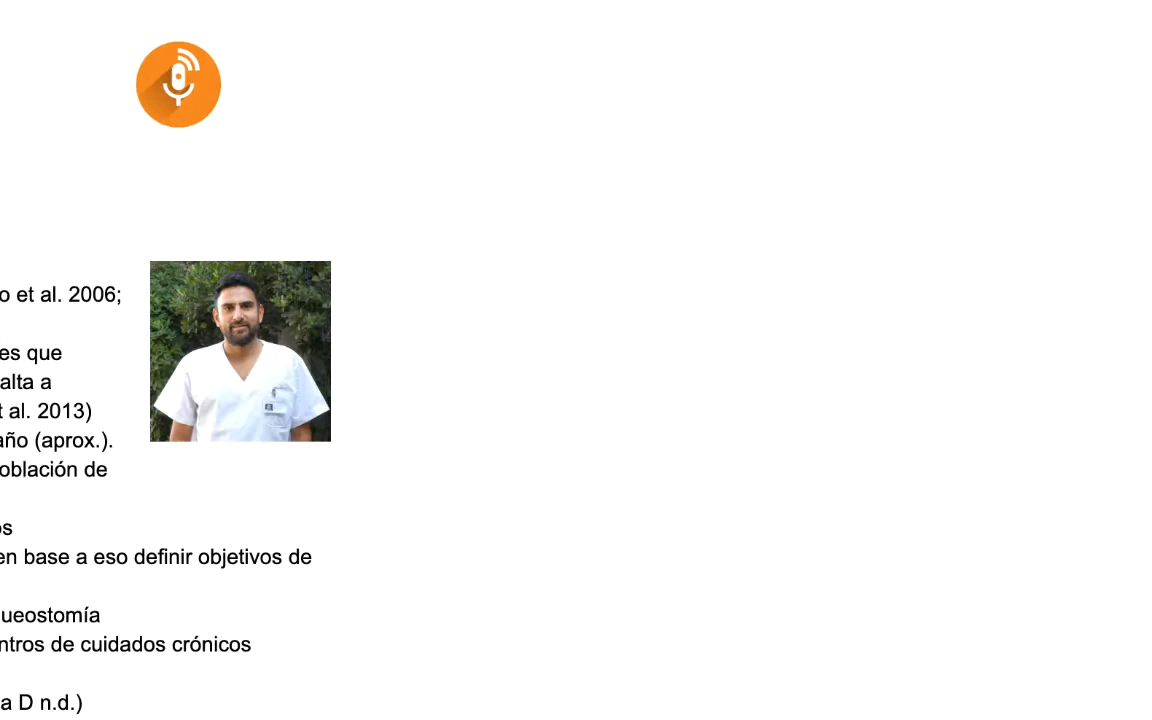 o et al. 2006;
es que
alta a
t al. 2013)
año (aprox.).
oblación de
os
en base a eso definir objetivos de
ueostomía
ntros de cuidados crónicos
a D n.d.)